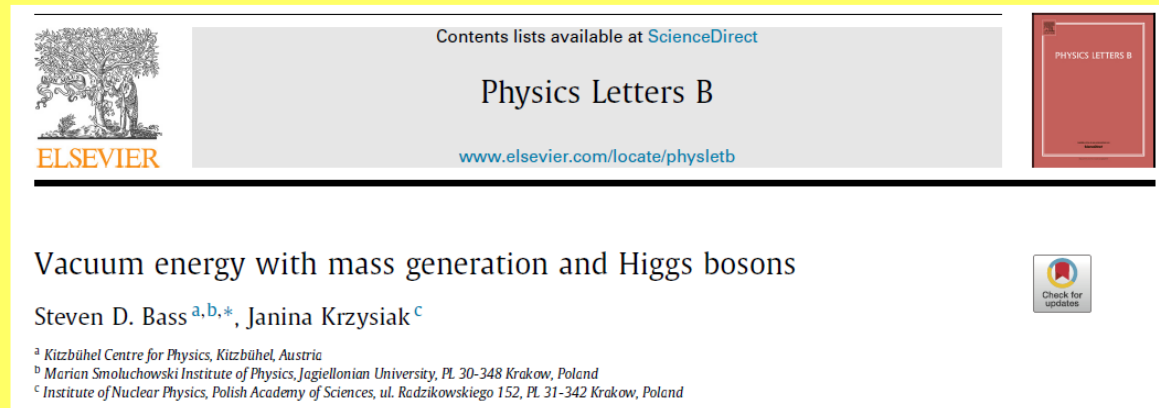 Contents lists available at ScienceDirect
Physics Letters B
www.elsevier.com/locate/physletb
ELSEVIER
PHYSICS LETTERS B
Vacuum energy with mass generation and Higgs bosons
Steven D. Bass a,b,*, Janina Krzysiak c
Check for
updates
a Kitzbühel Centre for Physics, Kitzbühel, Austria
b Marian Smoluchowski Institute of Physics, Jagiellonian University, PL 30-348 Krakow, Poland
c Institute of Nuclear Physics, Polish Academy of Sciences, ul. Radzikowskiego 152, PL 31-342 Krakow, Poland